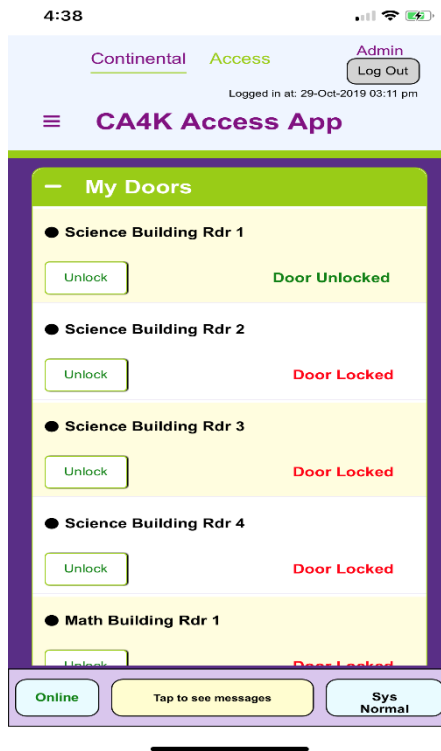 4:38
Continental Access
Admin
Log Out
Logged in at: 29-Oct-2019 03:11 pm
CA4K Access App
My Doors
Science Building Rdr 1
Unlock Door Unlocked
Science Building Rdr 2
Unlock Door Locked
Science Building Rdr 3
Unlock Door Locked
Science Building Rdr 4
Unlock Door Locked
Math Building Rdr 1
Unlock Door Locked
Online Tap to see messages Sys
Normal